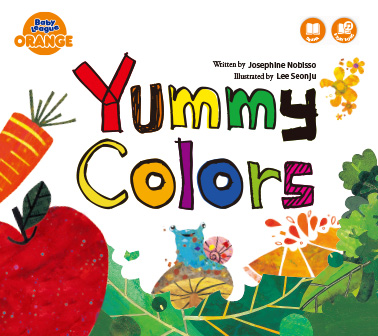 Baby
League
ORANGE
Written by Josephine Nobisso
Illustrated by Lee Seonju
Yummy
Colors